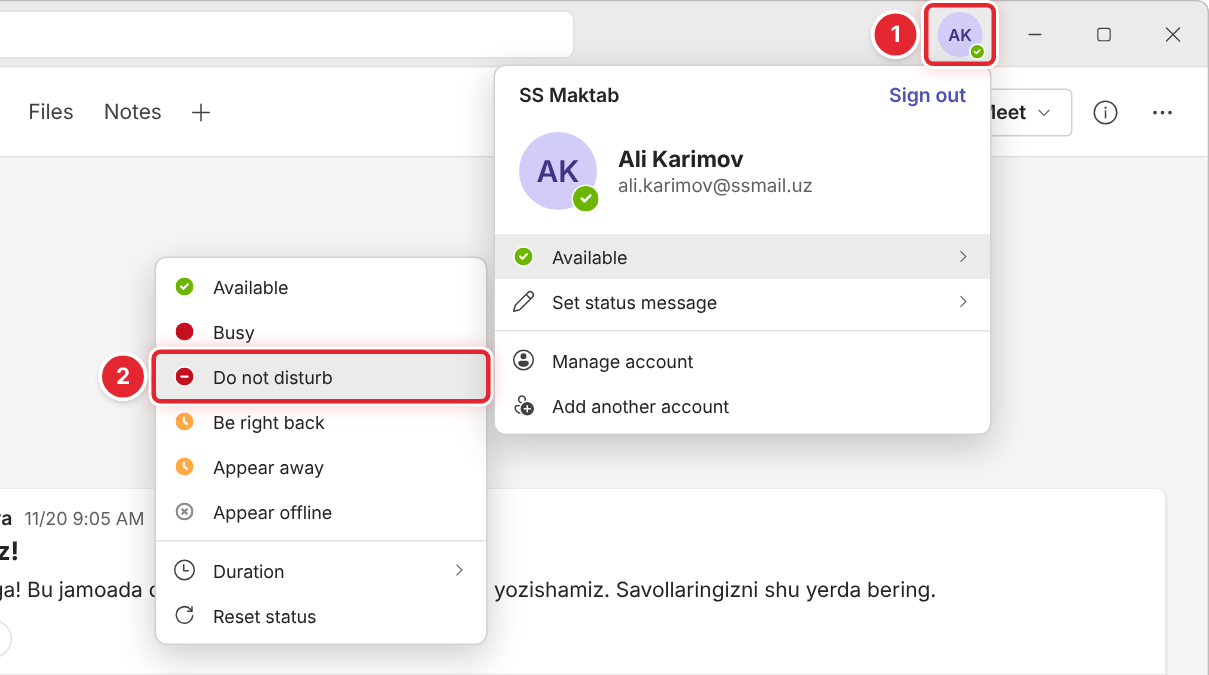 1
AK
Files
Notes
SS Maktab
Sign out
AK
Ali Karimov
ali.karimov@ssmail.uz
Available
Set status message
Manage account
Add another account
Available
Busy
2
Do not disturb
Be right back
Appear away
Appear offline
Duration
Reset status
11/20 9:05 AM
Bu jamoada
yozishamiz. Savollaringizni shu yerda bering.